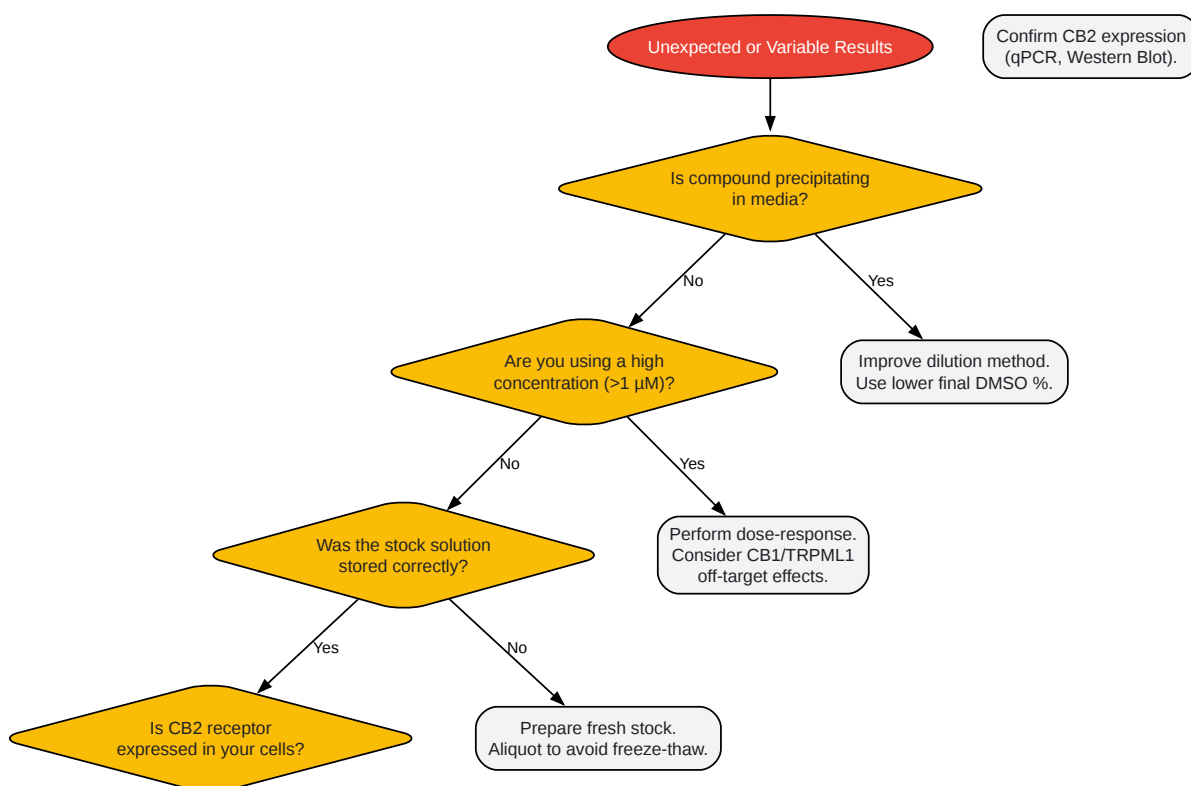 Unexpected or Variable Results
Confirm CB2 expression
(qPCR, Western Blot).
Is compound precipitating
in media?
No
Yes
Are you using a high
concentration (>1 µM)?
Improve dilution method.
Use lower final DMSO %.
No
Yes
Was the stock solution
stored correctly?
Perform dose-response.
Consider CB1/TRPML1
off-target effects.
Yes
No
Is CB2 receptor
expressed in your cells?
Prepare fresh stock.
Aliquot to avoid freeze-thaw.